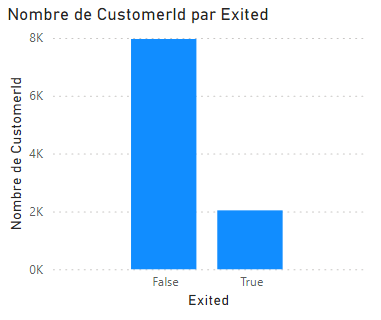 Nombre de CustomerId par Exited
8K
6K
4K
2K
0K
Nombre de CustomerId
False True
Exited